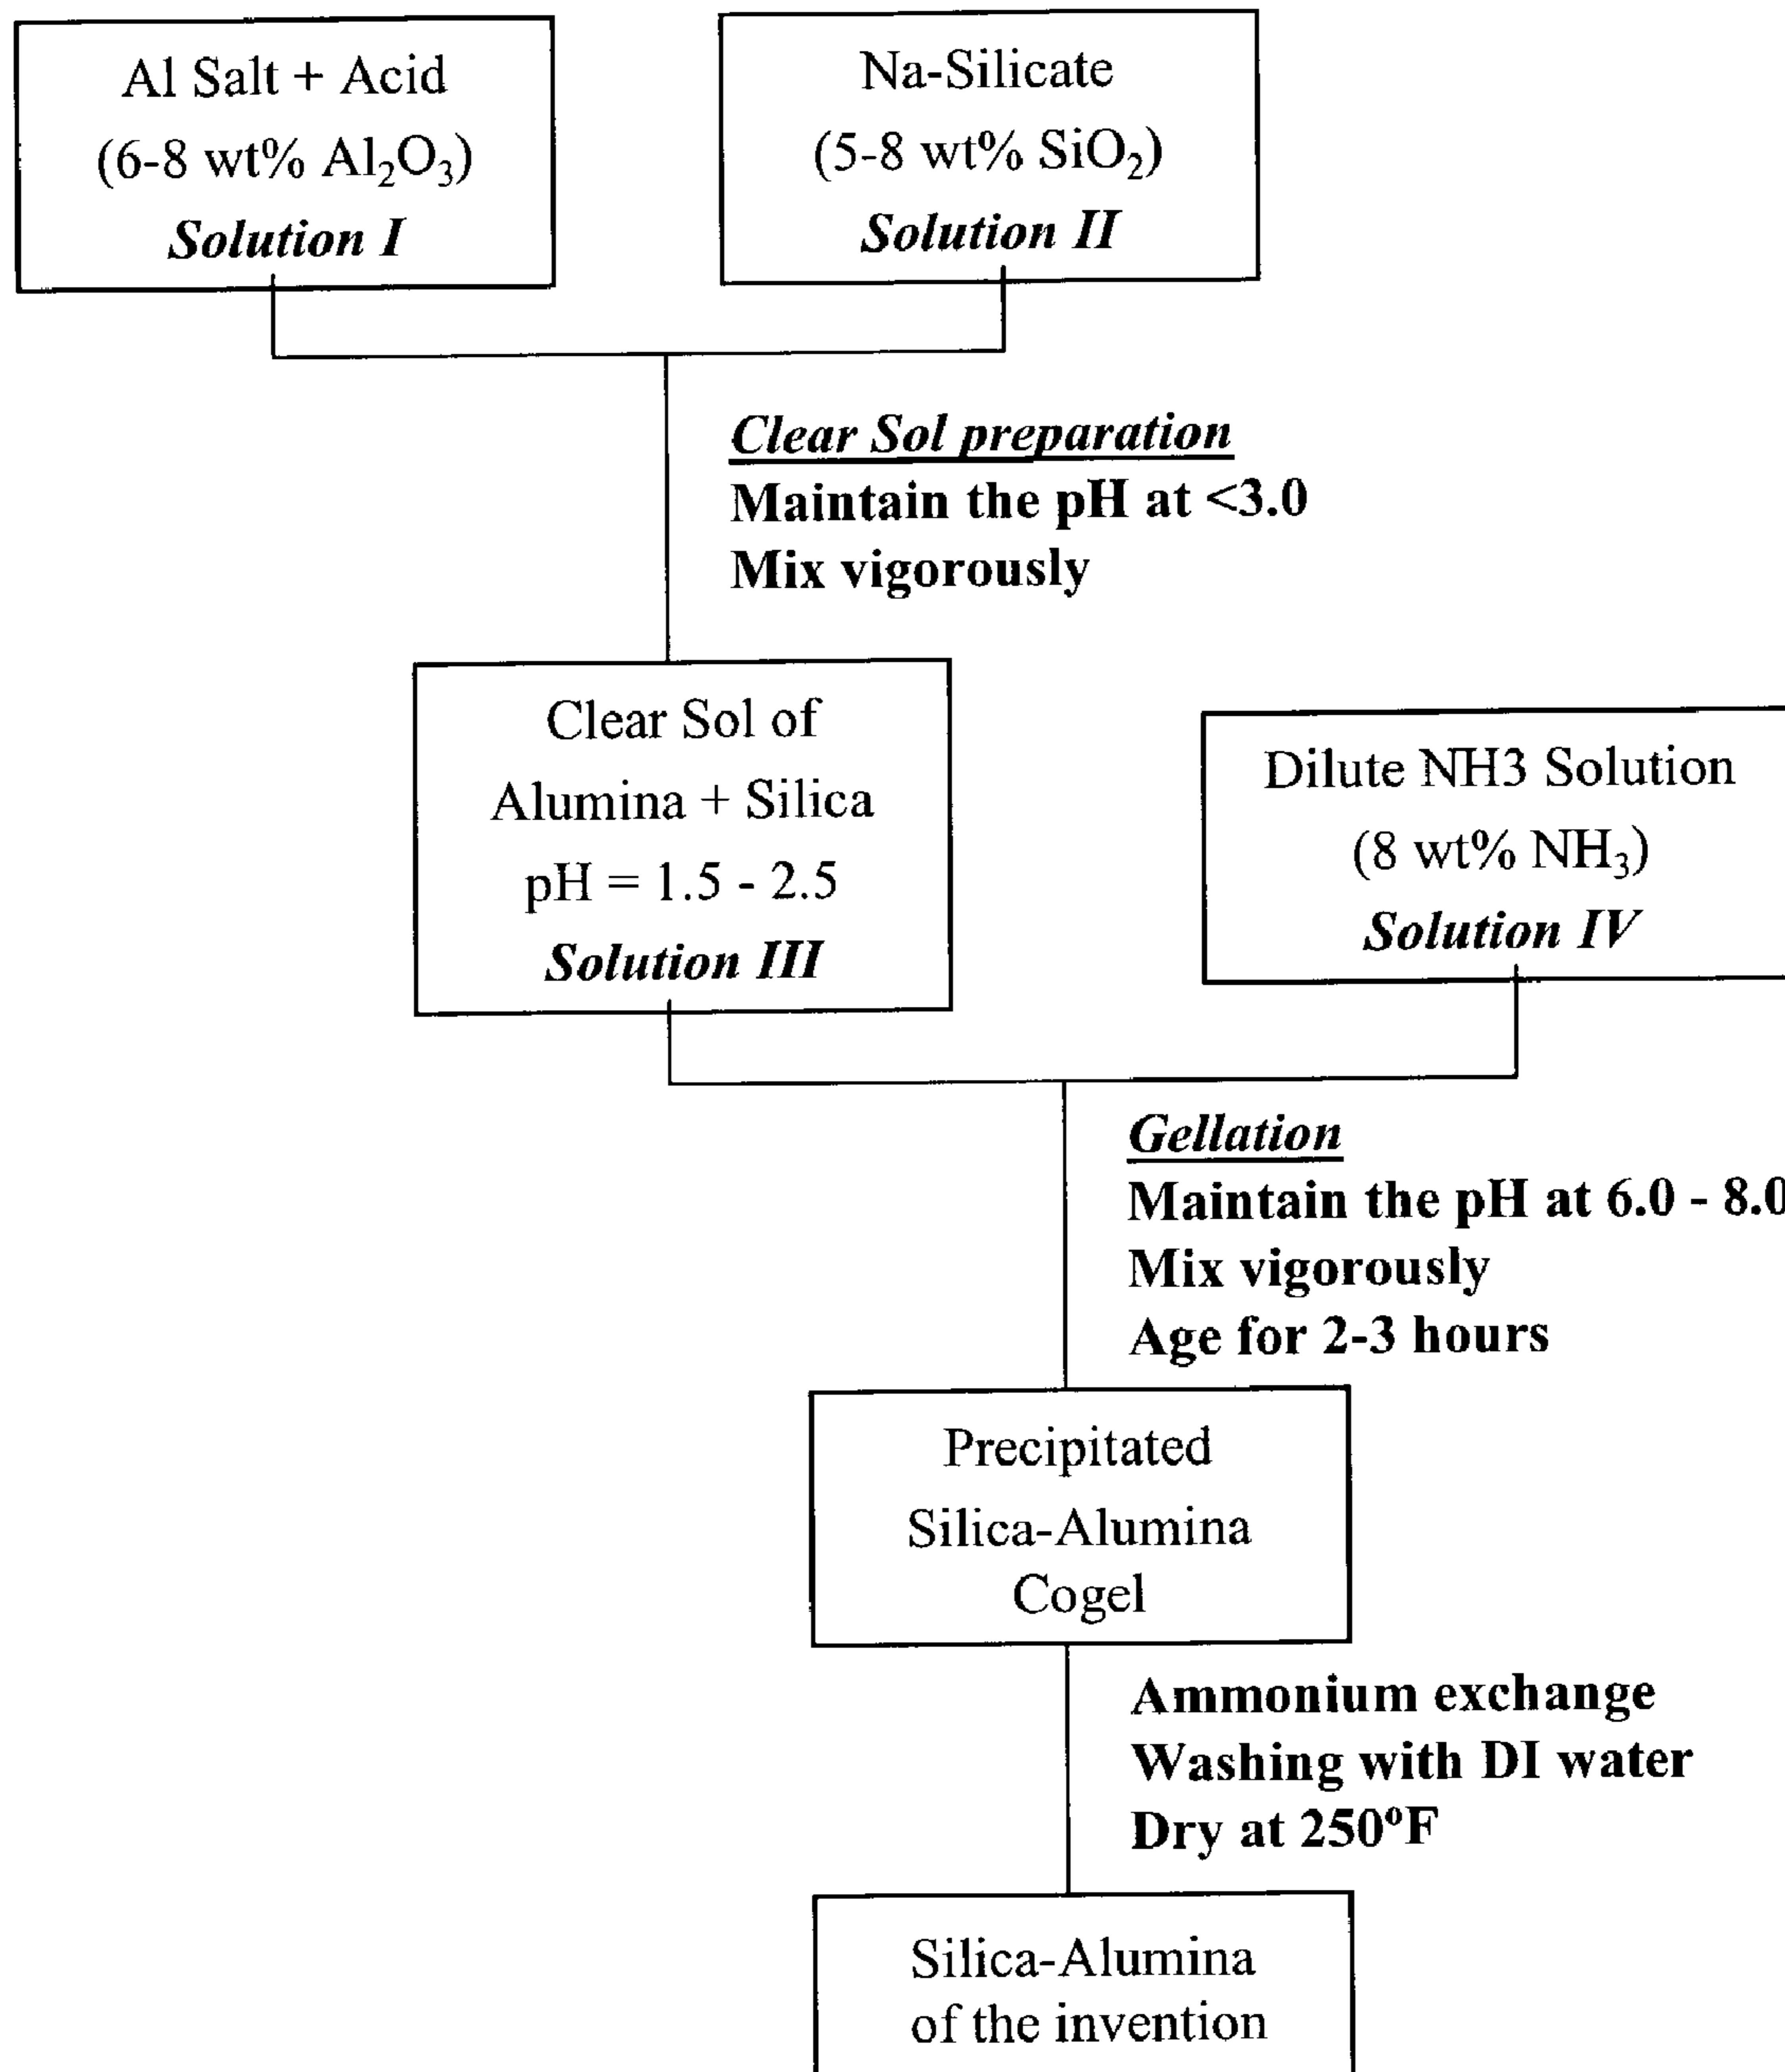 Al Salt + Acid
(6-8 wt% Al₂O₃)
Solution I
Na-Silicate
(5-8 wt% SiO₂)
Solution II
Clear Sol preparation
Maintain the pH at <3.0
Mix vigorously
Clear Sol of
Alumina + Silica
pH = 1.5 - 2.5
Solution III
Dilute NH3 Solution
(8 wt% NH₃)
Solution IV
Gellation
Maintain the pH at 6.0 - 8.0
Mix vigorously
Age for 2-3 hours
Precipitated
Silica-Alumina
Cogel
Ammonium exchange
Washing with DI water
Dry at 250ºF
Silica-Alumina
of the invention